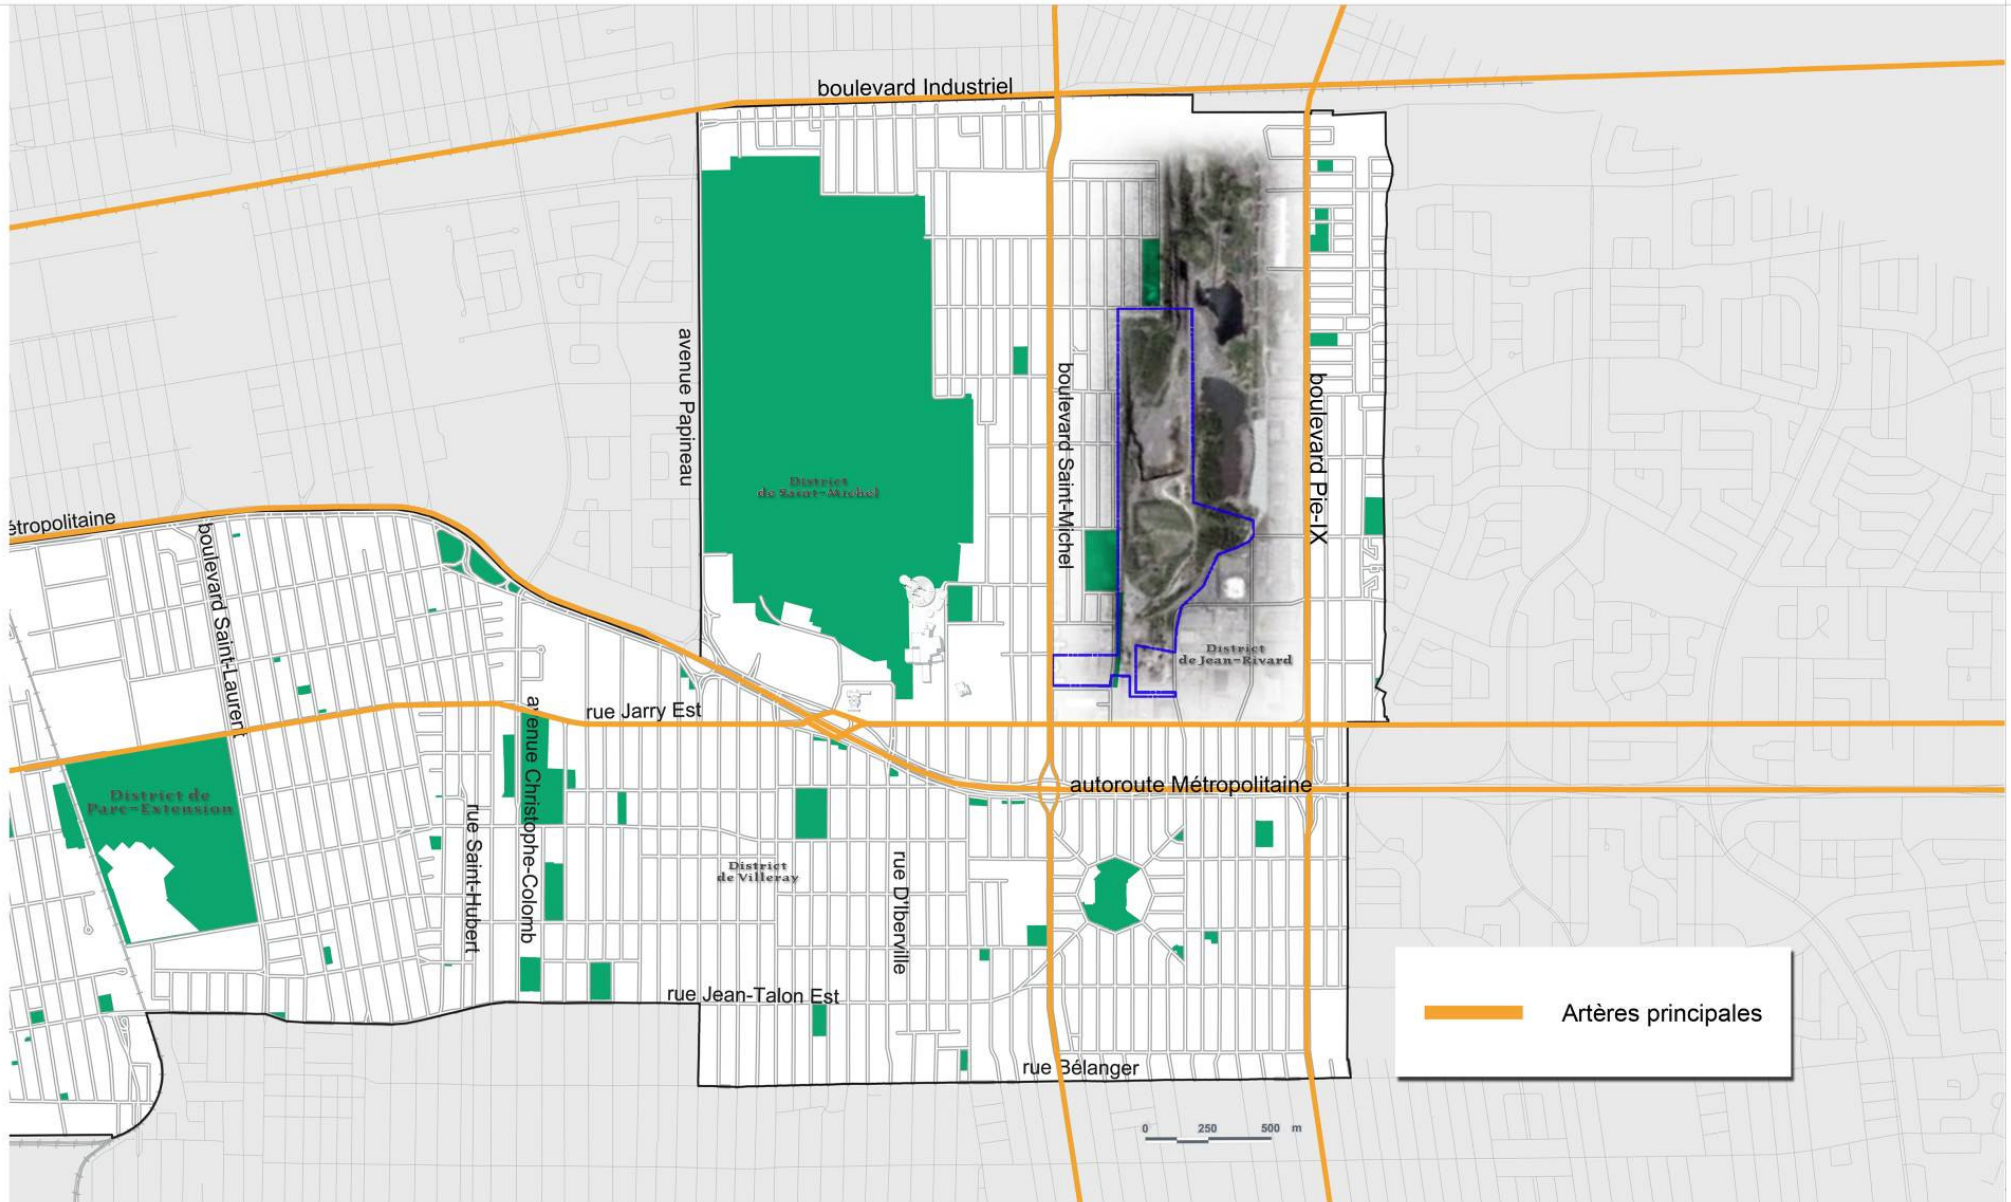 boulevard Industriel
avenue Papineau
District
de Saint-Michel
boulevard Saint-Michel
boulevard Pie-IX
étropolitaine
boulevard Saint-Laurent
District
de Jean-Rivard
rue Jarry Est
avenue Christophe-Colomb
autoroute Métropolitaine
District de
Parc-Extension
rue Saint-Hubert
District
de Villeray
rue D'Iberville
rue Jean-Talon Est
rue Bélanger
Artères principales
0 250 500 m